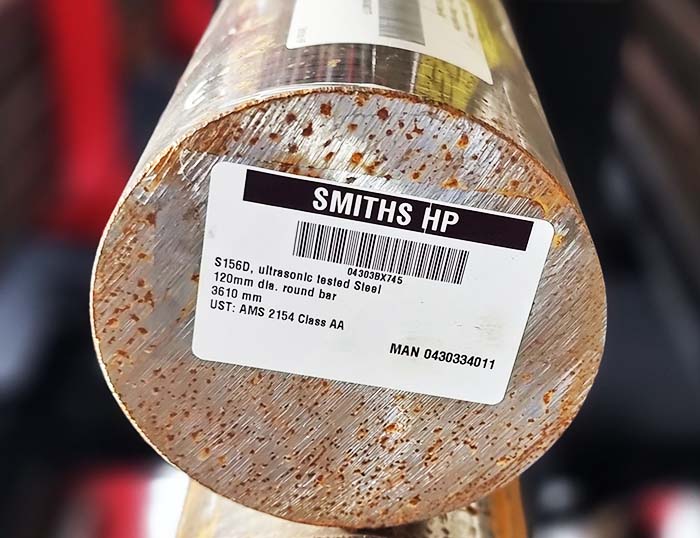 SMITHS HP
04303BX745
S156D, ultrasonic tested Steel
120mm dia. round bar
3610 mm
UST: AMS 2154 Class AA
MAN 0430334011